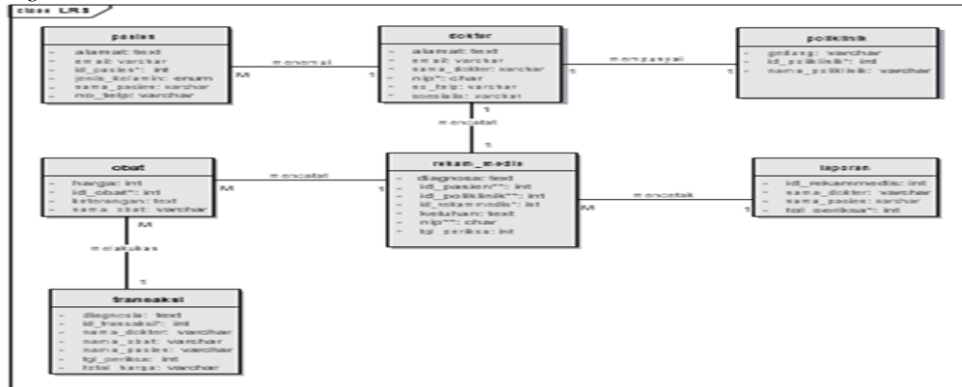 class LRS
pasien
- alamat: text
- email: varchar
- id_pasien*: int
- jenis_kelamin: enum
- nama_pasien: varchar
- no_telp: varchar
menemui
M
1
dokter
- alamat: text
- email: varchar
- nama_dokter: varchar
- nip**: char
- no_telp: varchar
- spesialis: varchar
mempunyai
1
1
poliklinik
- gedung: varchar
- id_poliklinik*: int
- nama_poliklinik: varchar
1
mencatat
1
obat
- harga: int
- id_obat*: int
- keterangan: text
- nama_obat: varchar
mencatat
M
1
rekam_medis
- diagnosa: text
- id_pasien**: int
- id_poliklinik**: int
- id_rekammedis*: int
- keluhan: text
- nip**: char
- tgl_periksa: int
mencetak
M
1
laporan
- id_rekammedis: int
- nama_dokter: varchar
- nama_pasien: varchar
- tgl_periksa*: int
M
melakukan
1
transaksi
- diagnosis: text
- id_transaksi*: int
- nama_dokter: varchar
- nama_obat: varchar
- nama_pasien: varchar
- tgl_periksa: int
- total_harga: varchar